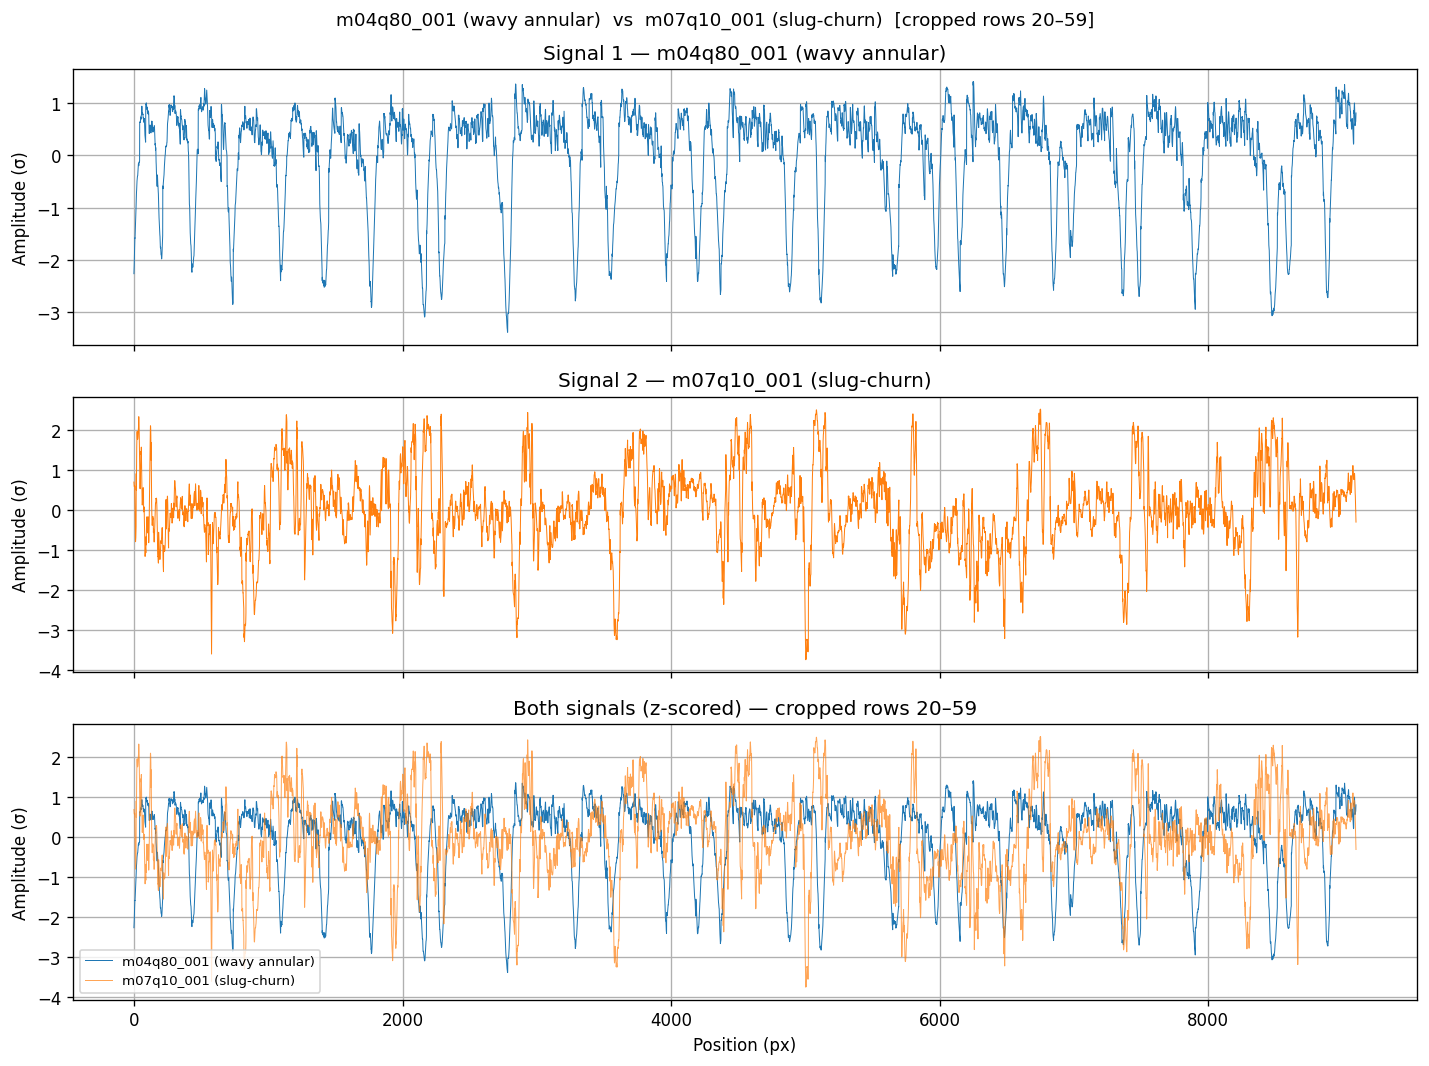 m04q80_001 (wavy annular)  vs  m07q10_001 (slug-churn)  [cropped rows 20–59]
Signal 1 — m04q80_001 (wavy annular)
Amplitude (σ)
1
0
−1
−2
−3
Signal 2 — m07q10_001 (slug-churn)
Amplitude (σ)
2
1
0
−1
−2
−3
−4
Both signals (z-scored) — cropped rows 20–59
Amplitude (σ)
2
1
0
−1
−2
−3
−4
m04q80_001 (wavy annular)
m07q10_001 (slug-churn)
0 2000 4000 6000 8000
Position (px)